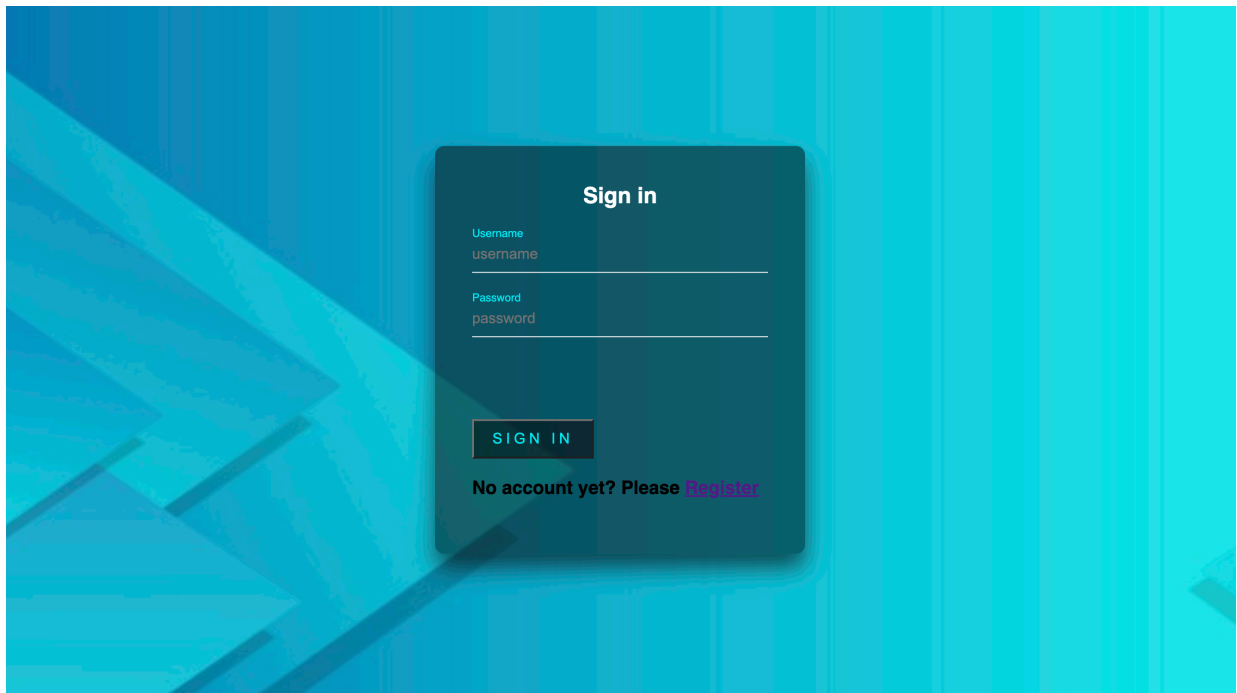 Sign in
Username
username
Password
password
SIGN IN
No account yet? Please Register